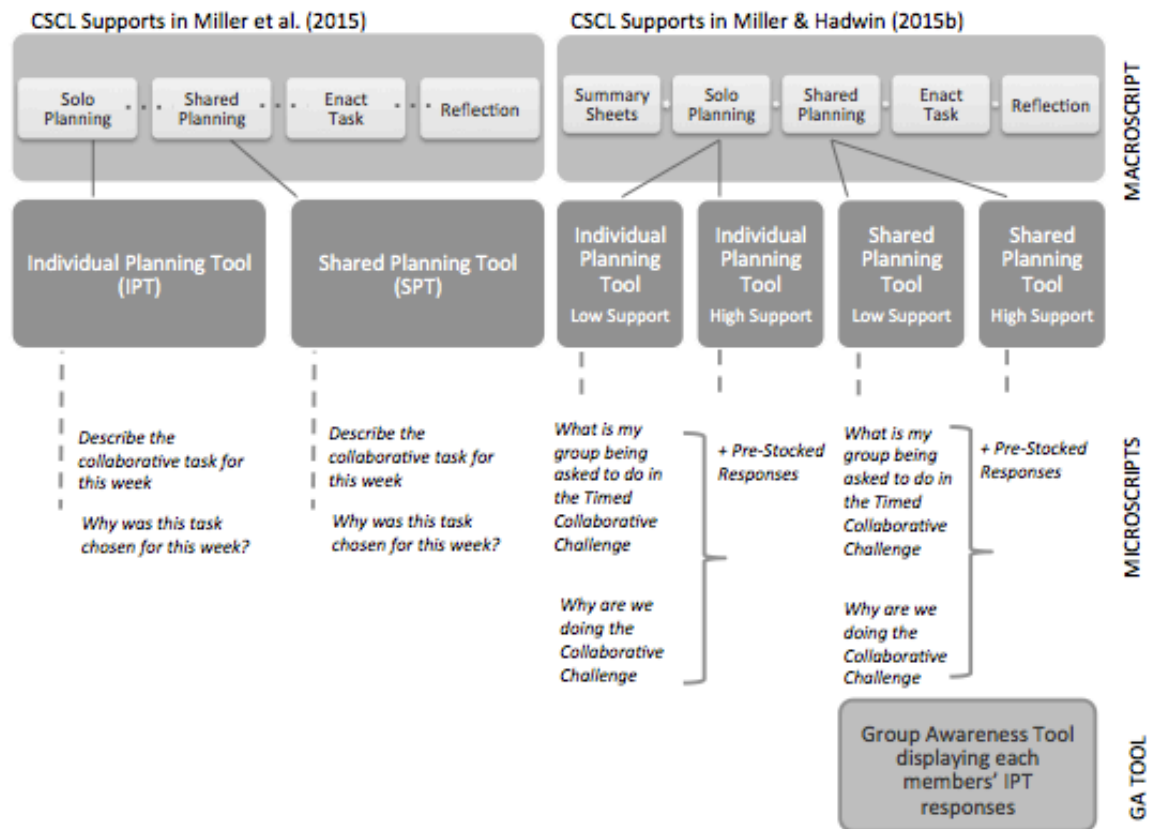 CSCL Supports in Miller et al. (2015)
CSCL Supports in Miller & Hadwin (2015b)
Solo
Planning
Shared
Planning
Enact
Task
Reflection
Summary
Sheets
Solo
Planning
Shared
Planning
Enact
Task
Reflection
MACROSCRIPT
Individual Planning Tool
(IPT)
Shared Planning Tool
(SPT)
Individual
Planning
Tool
Low Support
Individual
Planning
Tool
High Support
Shared
Planning
Tool
Low Support
Shared
Planning
Tool
High Support
Describe the
collaborative task for
this week
Why was this task
chosen for this week?
Describe the
collaborative task for
this week
Why was this task
chosen for this week?
What is my
group being
asked to do in
the Timed
Collaborative
Challenge
Why are we
doing the
Collaborative
Challenge
+ Pre-Stocked
Responses
What is my
group being
asked to do in
the Timed
Collaborative
Challenge
Why are we
doing the
Collaborative
Challenge
+ Pre-Stocked
Responses
MICROSCRIPTS
Group Awareness Tool
displaying each
members' IPT
responses
GA TOOL